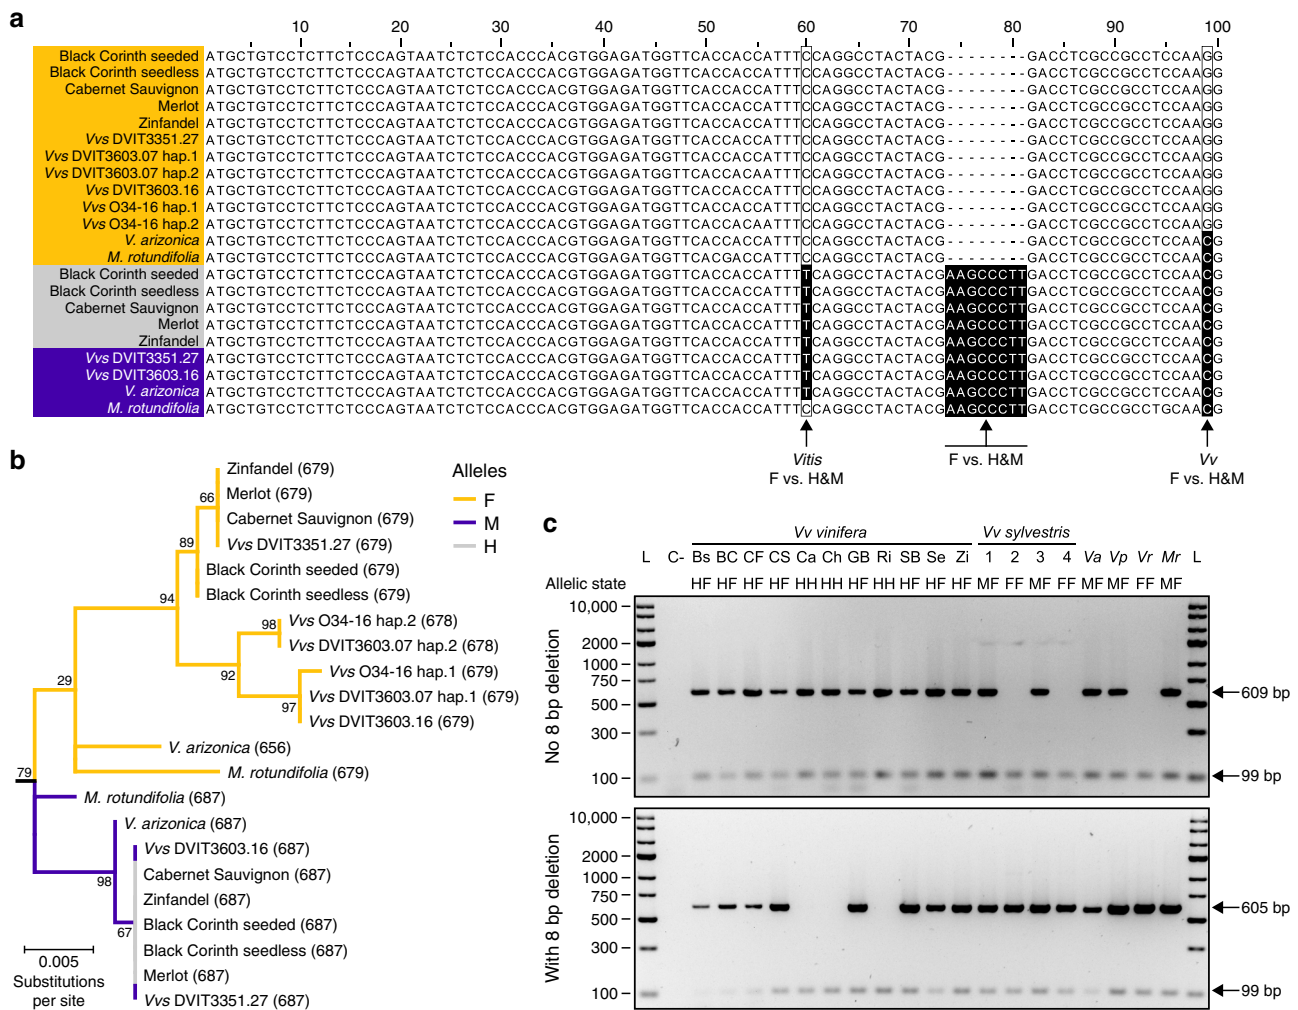 a
10 20 30 40 50 60 70 80 90 100
Black Corinth seeded ATGCTGTCCTCTTCTCCCAGTAATCTCTCCACCCACGTGGAGATGGTTCACCACCATTTCCAGGCCTACTACG--------GACCTCGCCGCCTCCAAGG
Black Corinth seedless ATGCTGTCCTCTTCTCCCAGTAATCTCTCCACCCACGTGGAGATGGTTCACCACCATTTCCAGGCCTACTACG--------GACCTCGCCGCCTCCAAGG
Cabernet Sauvignon ATGCTGTCCTCTTCTCCCAGTAATCTCTCCACCCACGTGGAGATGGTTCACCACCATTTCCAGGCCTACTACG--------GACCTCGCCGCCTCCAAGG
Merlot ATGCTGTCCTCTTCTCCCAGTAATCTCTCCACCCACGTGGAGATGGTTCACCACCATTTCCAGGCCTACTACG--------GACCTCGCCGCCTCCAAGG
Zinfandel ATGCTGTCCTCTTCTCCCAGTAATCTCTCCACCCACGTGGAGATGGTTCACCACCATTTCCAGGCCTACTACG--------GACCTCGCCGCCTCCAAGG
Vvs DVIT3351.27 ATGCTGTCCTCTTCTCCCAGTAATCTCTCCACCCACGTGGAGATGGTTCACCACCATTTCCAGGCCTACTACG--------GACCTCGCCGCCTCCAAGG
Vvs DVIT3603.07 hap.1 ATGCTGTCCTCTTCTCCCAGTAATCTCTCCACCCACGTGGAGATGGTTCACCACCATTTCCAGGCCTACTACG--------GACCTCGCCGCCTCCAAGG
Vvs DVIT3603.07 hap.2 ATGCTGTCCTCTTCTCCCAGTAATCTCTCCACCCACGTGGAGATGGTTCACCACAATTTCCAGGCCTACTACG--------GACCTCGCCGCCTCCAAGG
Vvs DVIT3603.16 ATGCTGTCCTCTTCTCCCAGTAATCTCTCCACCCACGTGGAGATGGTTCACCACCATTTCCAGGCCTACTACG--------GACCTCGCCGCCTCCAAGG
Vvs O34-16 hap.1 ATGCTGTCCTCTTCTCCCAGTAATCTCTCCACCCACGTGGAGATGGTTCACCACCATTTCCAGGCCTACTACG--------GACCTCGCCGCCTCCAAGG
Vvs O34-16 hap.2 ATGCTGTCCTCTTCTCCCAGTAATCTCTCCACCCACGTGGAGATGGTTCACCACAATTTCCAGGCCTACTACG--------GACCTCGCCGCCTCCAAGG
V. arizonica ATGCTGTCCTCTTCTCCCAGTAATCTCTCCACCCACGTGGAGATGGTTCACCACCATTTCCAGGCCTACTACG--------GACCTCGCCGCCTCCAACG
M. rotundifolia ATGCTGTCCTCTTCTCCCAGTAATCTCTCCACCCACGTGGAGATGGTTCACGACCATTTCCAGGCCTACTACG--------GACCTCGCCGCCTCCAACG
Black Corinth seeded ATGCTGTCCTCTTCTCCCAGTAATCTCTCCACCCACGTGGAGATGGTTCACCACCATTTTCAGGCCTACTACGAAGCCCTTGACCTCGCCGCCTCCAACG
Black Corinth seedless ATGCTGTCCTCTTCTCCCAGTAATCTCTCCACCCACGTGGAGATGGTTCACCACCATTTTCAGGCCTACTACGAAGCCCTTGACCTCGCCGCCTCCAACG
Cabernet Sauvignon ATGCTGTCCTCTTCTCCCAGTAATCTCTCCACCCACGTGGAGATGGTTCACCACCATTTTCAGGCCTACTACGAAGCCCTTGACCTCGCCGCCTCCAACG
Merlot ATGCTGTCCTCTTCTCCCAGTAATCTCTCCACCCACGTGGAGATGGTTCACCACCATTTTCAGGCCTACTACGAAGCCCTTGACCTCGCCGCCTCCAACG
Zinfandel ATGCTGTCCTCTTCTCCCAGTAATCTCTCCACCCACGTGGAGATGGTTCACCACCATTTTCAGGCCTACTACGAAGCCCTTGACCTCGCCGCCTCCAACG
Vvs DVIT3351.27 ATGCTGTCCTCTTCTCCCAGTAATCTCTCCACCCACGTGGAGATGGTTCACCACCATTTTCAGGCCTACTACGAAGCCCTTGACCTCGCCGCCTCCAACG
Vvs DVIT3603.16 ATGCTGTCCTCTTCTCCCAGTAATCTCTCCACCCACGTGGAGATGGTTCACCACCATTTTCAGGCCTACTACGAAGCCCTTGACCTCGCCGCCTCCAACG
V. arizonica ATGCTGTCCTCTTCTCCCAGTAATCTCTCCACCCACGTGGAGATGGTTCACCACCATTTTCAGGCCTACTACGAAGCCCTTGACCTCGCCGCCTCCAACG
M. rotundifolia ATGCTGTCCTCTTCTCCCAGTAATCTCTCCACCCACGTGGAGATGGTTCACCACCATTTCCAGGCCTACTACGAAGCCCTTGACCTCGCCGCCTGCAACG
Vitis
F vs. H&M
F vs. H&M
Vv
F vs. H&M
b
Zinfandel (679)
66
Merlot (679)
Cabernet Sauvignon (679)
89
Vvs DVIT3351.27 (679)
Black Corinth seeded (679)
94
Black Corinth seedless (679)
98
Vvs O34-16 hap.2 (678)
Vvs DVIT3603.07 hap.2 (678)
92
Vvs O34-16 hap.1 (679)
29
Vvs DVIT3603.07 hap.1 (679)
97
Vvs DVIT3603.16 (679)
V. arizonica (656)
79
M. rotundifolia (679)
M. rotundifolia (687)
V. arizonica (687)
Vvs DVIT3603.16 (687)
Cabernet Sauvignon (687)
98
Zinfandel (687)
Black Corinth seeded (687)
67
Black Corinth seedless (687)
Merlot (687)
Vvs DVIT3351.27 (687)
0.005
Substitutions
per site
Alleles
F
M
H
c
Vv vinifera Vv sylvestris
L C- Bs BC CF CS Ca Ch GB Ri SB Se Zi 1 2 3 4 Va Vp Vr Mr L
Allelic state HF HF HF HF HH HH HF HH HF HF HF MF FF MF FF MF MF FF MF
No 8 bp deletion
10,000
2000
1000
750
500
300
100
609 bp
99 bp
With 8 bp deletion
10,000
2000
1000
750
500
300
100
605 bp
99 bp